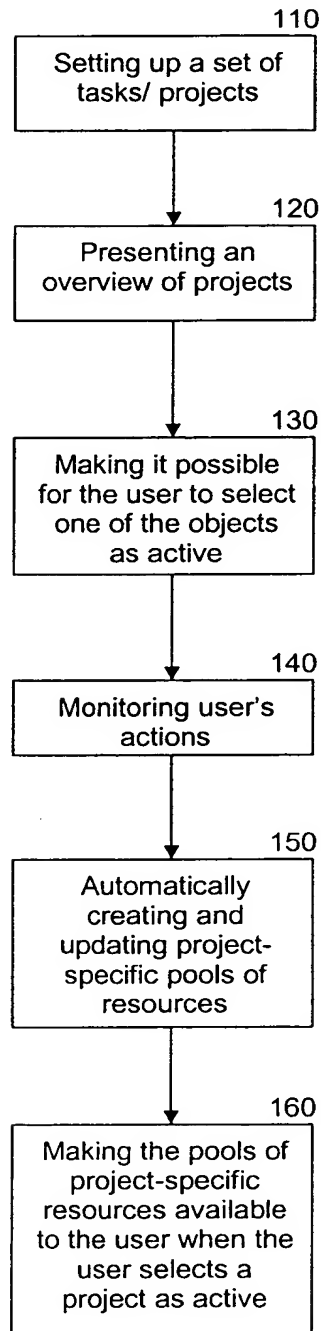 110
Setting up a set of
tasks/ projects
120
Presenting an
overview of projects
130
Making it possible
for the user to select
one of the objects
as active
140
Monitoring user's
actions
150
Automatically
creating and
updating project-
specific pools of
resources
160
Making the pools of
project-specific
resources available
to the user when the
user selects a
project as active